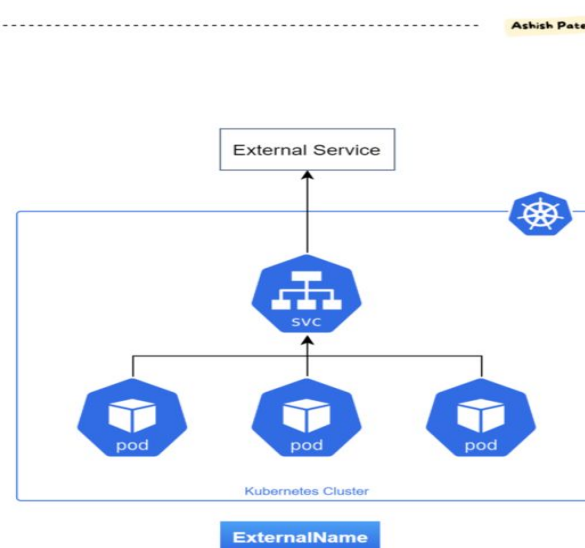 Ashish Pate
External Service
svc
pod pod pod
Kubernetes Cluster
ExternalName